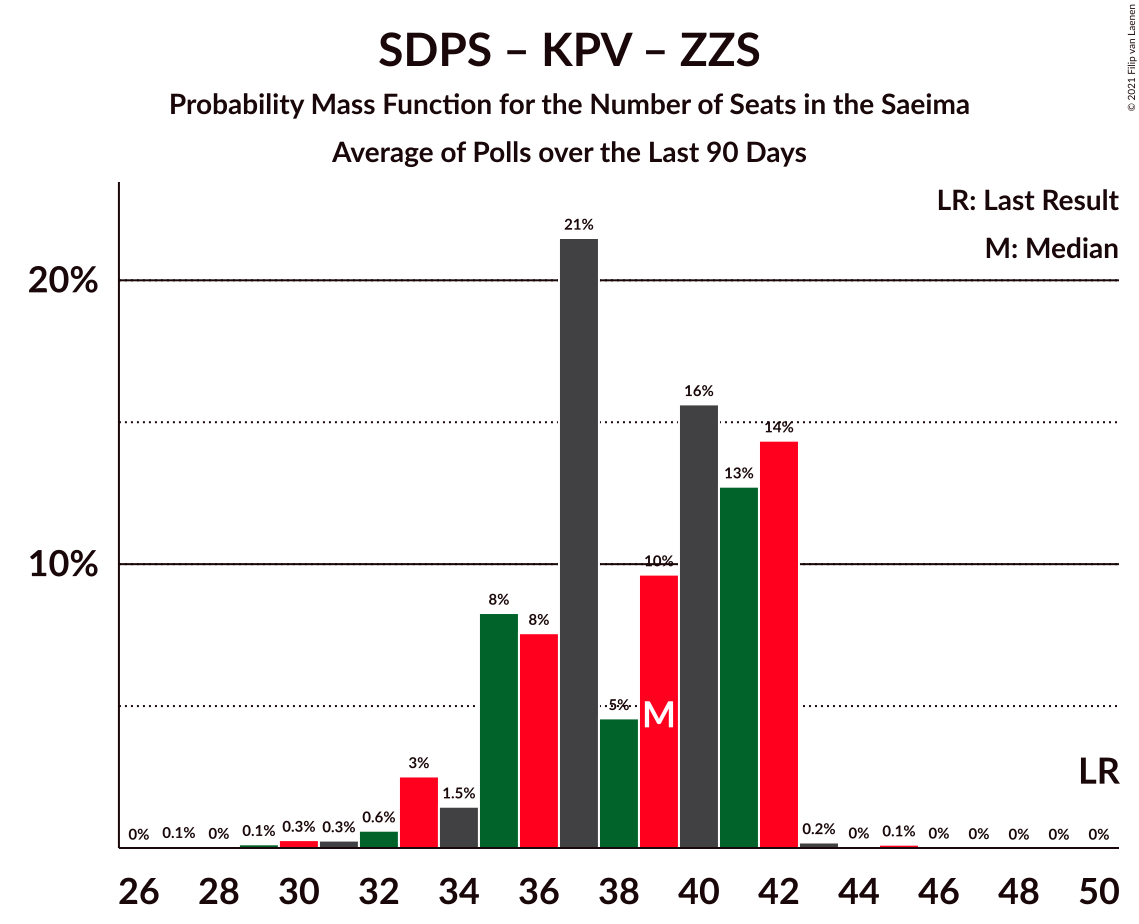 SDPS – KPV – ZZS
Probability Mass Function for the Number of Seats in the Saeima
Average of Polls over the Last 90 Days
© 2021 Filip van Laenen
LR: Last Result
M: Median
20%
10%
0% 0.1% 0% 0.1% 0.3% 0.3% 0.6% 3% 1.5% 8% 8% 21% 5% 10% 16% 13% 14% 0.2% 0% 0.1% 0% 0% 0% 0% 0%
M
LR
26 28 30 32 34 36 38 40 42 44 46 48 50